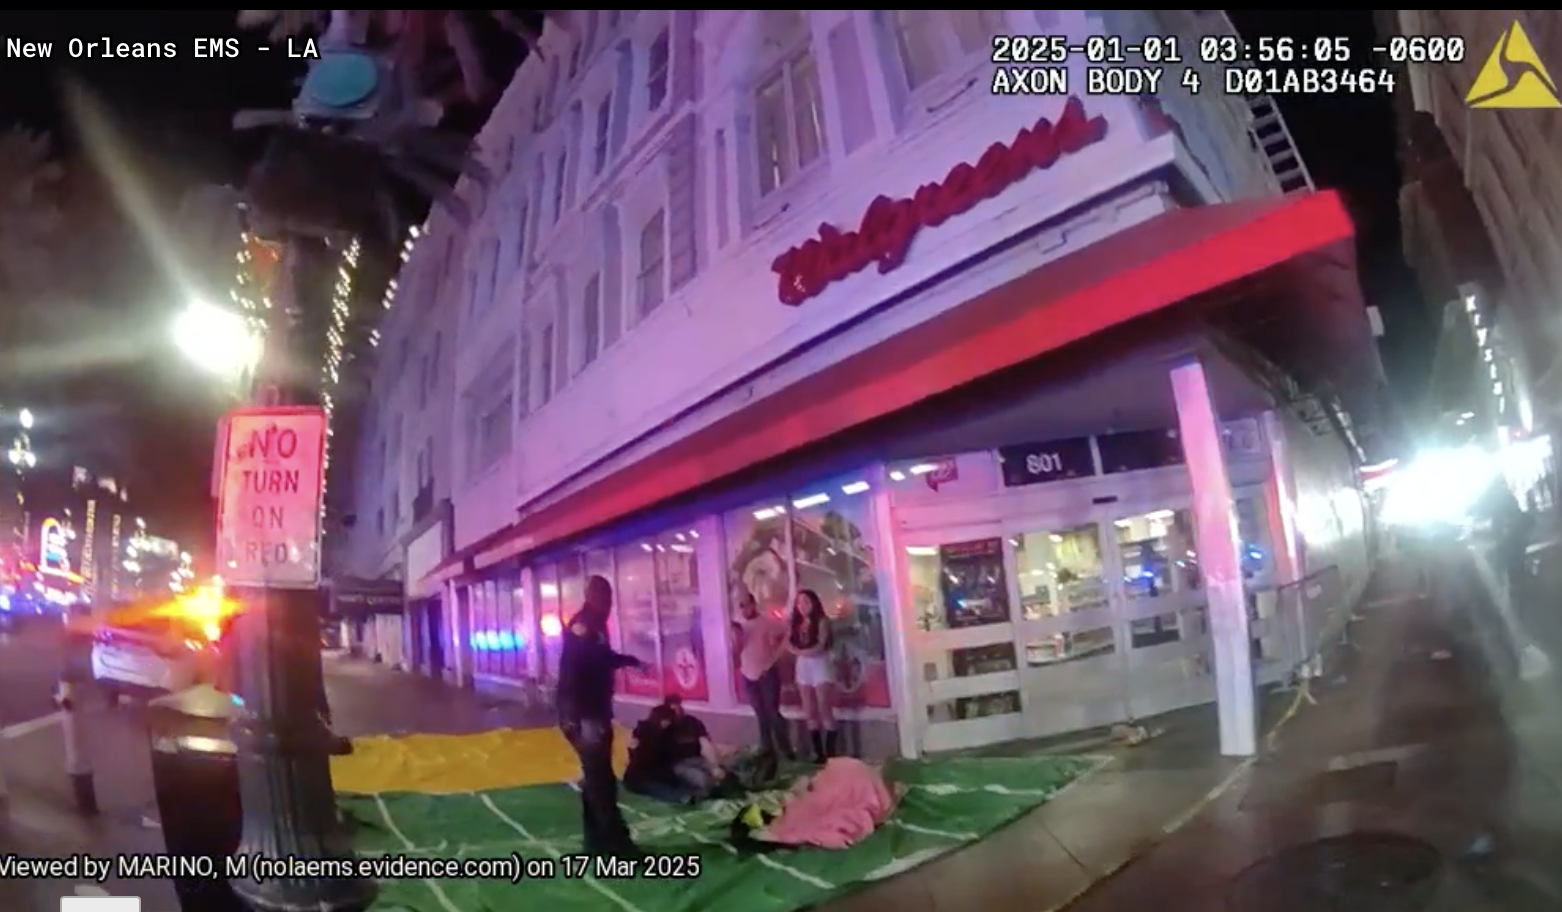 New Orleans EMS - LA
2025-01-01 03:56:05 -0600
AXON BODY 4 D01AB3464
Walgreens
NO
TURN
ON
RED
801
Krystal
Viewed by MARINO, M (nolaems.evidence.com) on 17 Mar 2025